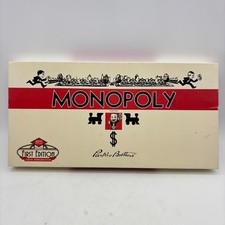 MONOPOLY
$
FIRST EDITION
Parker Brothers